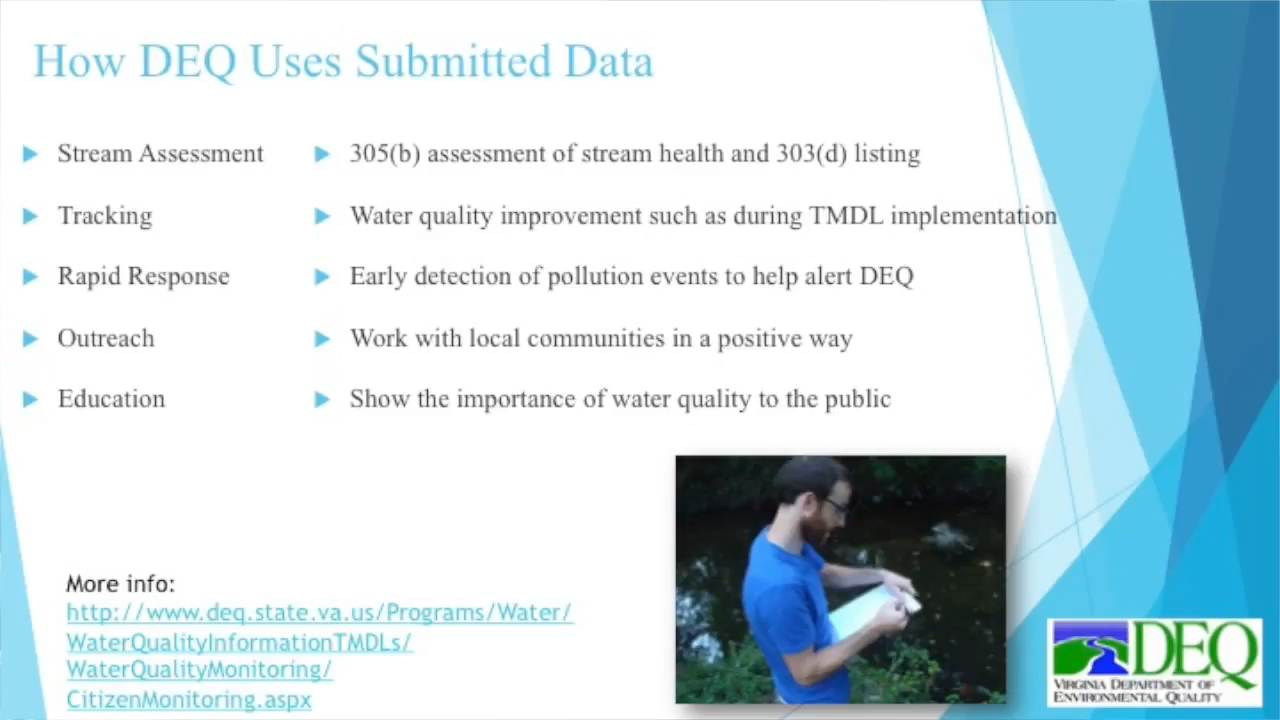 How DEQ Uses Submitted Data
Stream Assessment
305(b) assessment of stream health and 303(d) listing
Tracking
Water quality improvement such as during TMDL implementation
Rapid Response
Early detection of pollution events to help alert DEQ
Outreach
Work with local communities in a positive way
Education
Show the importance of water quality to the public
More info:
http://www.deq.state.va.us/Programs/Water/
WaterQualityInformationTMDLs/
WaterQualityMonitoring/
CitizenMonitoring.aspx
DEQ
VIRGINIA DEPARTMENT OF
ENVIRONMENTAL QUALITY